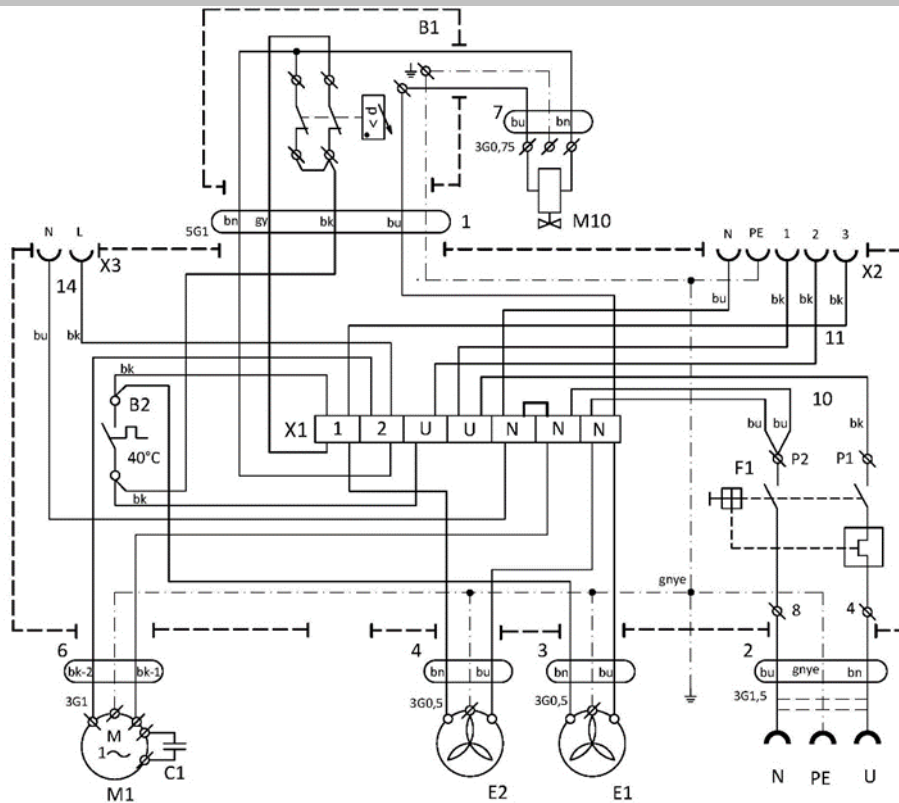 B1
7
bu bn
3G0,75
< d
M10
bn gy bk bu
1
5G1
N L
X3
N PE 1 2 3
X2
14
bu bk
bu bk bk bk
11
bk
B2
40°C
bk
10
bu bu bk
X1 1 2 U U N N N
P2 P1
F1
gnye
8 4
6
bk-2 bk-1
3G1
4
bn bu
3G0,5
3
bn bu
3G0,5
2
bu gnye bn
3G1,5
M
1~
C1
M1
E2
E1
N PE U